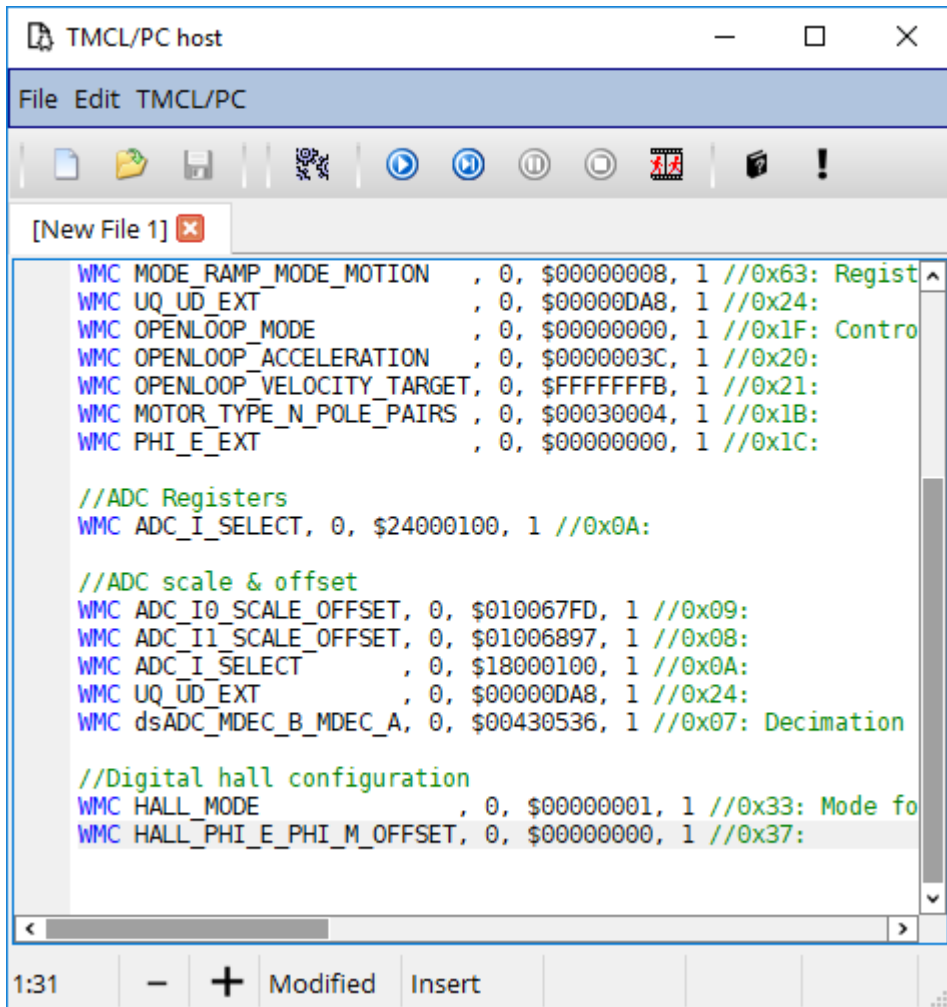 TMCL/PC host
File Edit TMCL/PC
[New File 1]
WMC MODE_RAMP_MODE_MOTION   , 0, $00000008, 1 //0x63: Regist
WMC UQ_UD_EXT               , 0, $00000DA8, 1 //0x24:
WMC OPENLOOP_MODE           , 0, $00000000, 1 //0x1F: Contro
WMC OPENLOOP_ACCELERATION   , 0, $0000003C, 1 //0x20:
WMC OPENLOOP_VELOCITY_TARGET, 0, $FFFFFFFB, 1 //0x21:
WMC MOTOR_TYPE_N_POLE_PAIRS , 0, $00030004, 1 //0x1B:
WMC PHI_E_EXT               , 0, $00000000, 1 //0x1C:
//ADC Registers
WMC ADC_I_SELECT, 0, $24000100, 1 //0x0A:
//ADC scale & offset
WMC ADC_I0_SCALE_OFFSET, 0, $010067FD, 1 //0x09:
WMC ADC_I1_SCALE_OFFSET, 0, $01006897, 1 //0x08:
WMC ADC_I_SELECT       , 0, $18000100, 1 //0x0A:
WMC UQ_UD_EXT          , 0, $00000DA8, 1 //0x24:
WMC dsADC_MDEC_B_MDEC_A, 0, $00430536, 1 //0x07: Decimation
//Digital hall configuration
WMC HALL_MODE              , 0, $00000001, 1 //0x33: Mode fo
WMC HALL_PHI_E_PHI_M_OFFSET, 0, $00000000, 1 //0x37:
1:31 Modified Insert